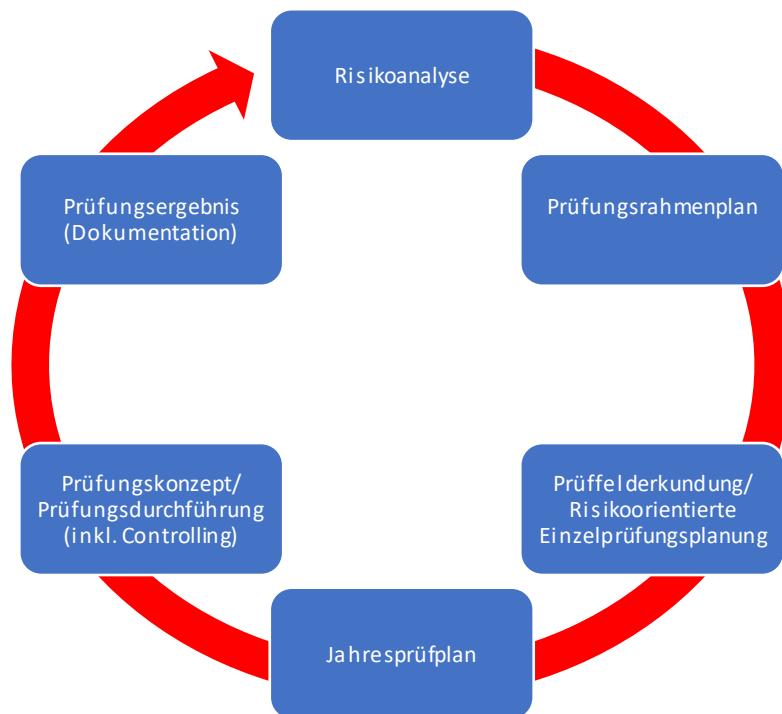 Risikoanalyse
Prüfungsrahmenplan
Prüffelderkundung/
Risikoorientierte
Einzelprüfungsplanung
Jahresprüfplan
Prüfungskonzept/
Prüfungsdurchführung
(inkl. Controlling)
Prüfungsergebnis
(Dokumentation)